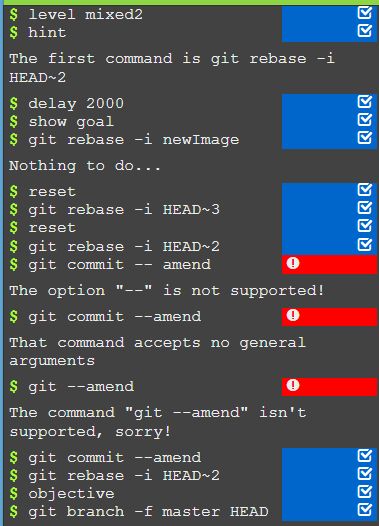 $ level mixed2
$ hint
The first command is git rebase -i
HEAD~2
$ delay 2000
$ show goal
$ git rebase -i newImage
Nothing to do...
$ reset
$ git rebase -i HEAD~3
$ reset
$ git rebase -i HEAD~2
$ git commit -- amend
The option "--" is not supported!
$ git commit --amend
That command accepts no general
arguments
$ git --amend
The command "git --amend" isn't
supported, sorry!
$ git commit --amend
$ git rebase -i HEAD~2
$ objective
$ git branch -f master HEAD